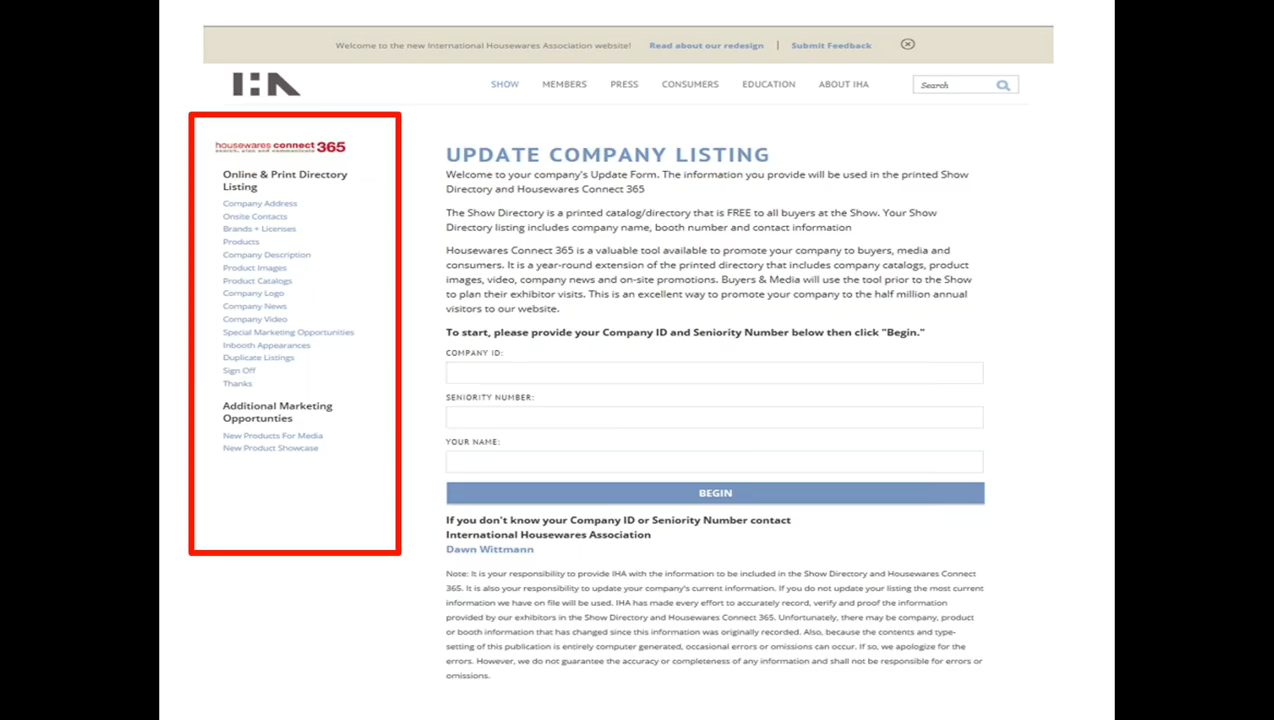 Welcome to the new International Housewares Association website! Read about our redesign | Submit Feedback
IHA
SHOW MEMBERS PRESS CONSUMERS EDUCATION ABOUT IHA Search
housewares connect 365
search, plan and communicate
Online & Print Directory
Listing
Company Address
Onsite Contacts
Brands + Licenses
Products
Company Description
Product Images
Product Catalogs
Company Logo
Company News
Company Video
Special Marketing Opportunities
Inbooth Appearances
Duplicate Listings
Sign Off
Thanks
Additional Marketing
Opportunties
New Products For Media
New Product Showcase
UPDATE COMPANY LISTING
Welcome to your company's Update Form. The information you provide will be used in the printed Show
Directory and Housewares Connect 365
The Show Directory is a printed catalog/directory that is FREE to all buyers at the Show. Your Show
Directory listing includes company name, booth number and contact information
Housewares Connect 365 is a valuable tool available to promote your company to buyers, media and
consumers. It is a year-round extension of the printed directory that includes company catalogs, product
images, video, company news and on-site promotions. Buyers & Media will use the tool prior to the Show
to plan their exhibitor visits. This is an excellent way to promote your company to the half million annual
visitors to our website.
To start, please provide your Company ID and Seniority Number below then click "Begin."
COMPANY ID:
SENIORITY NUMBER:
YOUR NAME:
BEGIN
If you don't know your Company ID or Seniority Number contact
International Housewares Association
Dawn Wittmann
Note: It is your responsibility to provide IHA with the information to be included in the Show Directory and Housewares Connect
365. It is also your responsibility to update your company's current information. If you do not update your listing the most current
information we have on file will be used. IHA has made every effort to accurately record, verify and proof the information
provided by our exhibitors in the Show Directory and Housewares Connect 365. Unfortunately, there may be company, product
or booth information that has changed since this information was originally recorded. Also, because the contents and type-
setting of this publication is entirely computer generated, occasional errors or omissions can occur. If so, we apologize for the
errors. However, we do not guarantee the accuracy or completeness of any information and shall not be responsible for errors or
omissions.